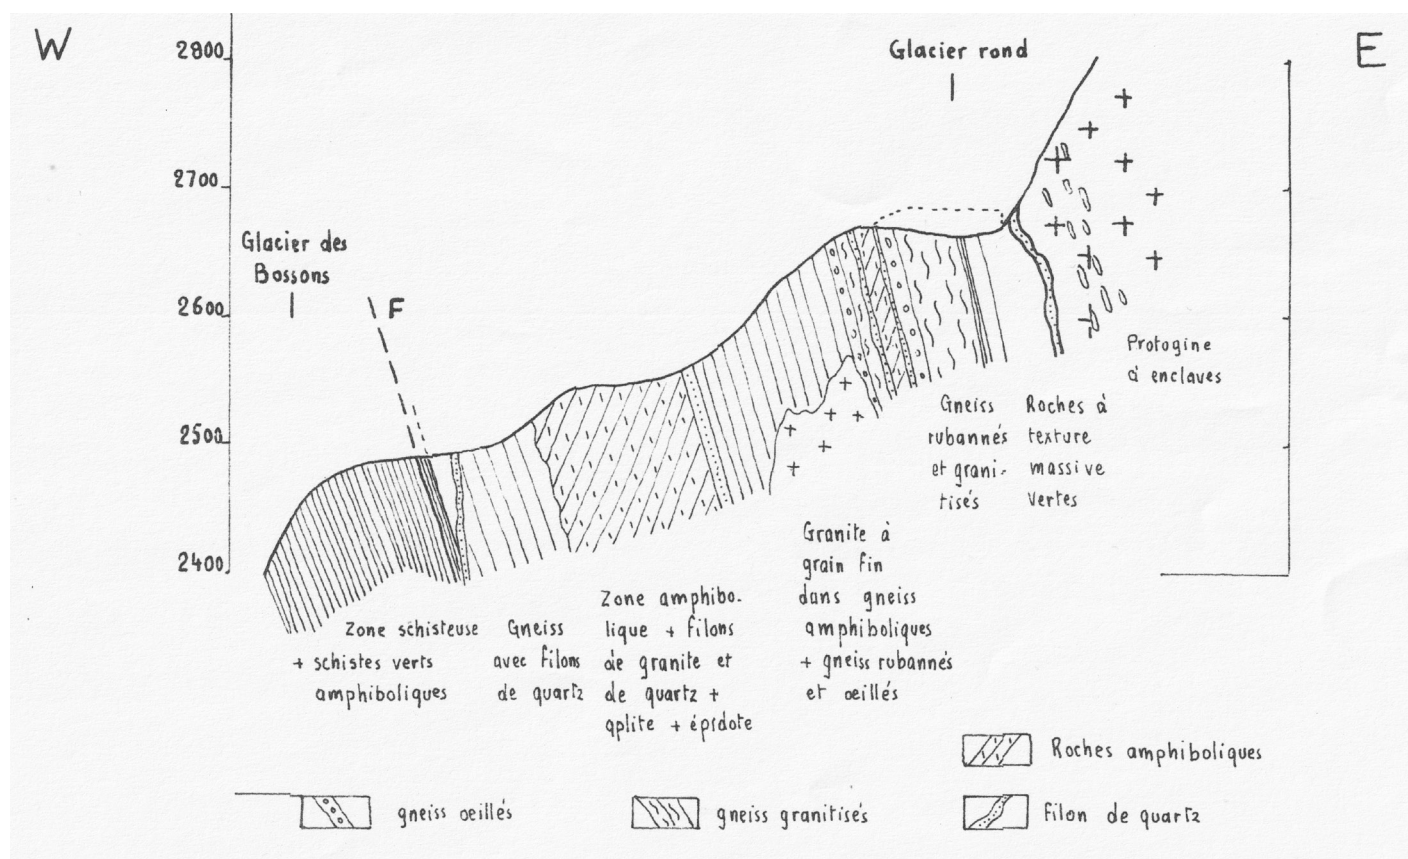 W
E
2800
2700
2600
2500
2400
Glacier rond
Glacier des
Bossons
F
Protogine
à enclaves
Gneiss
rubannés
et grani-
tisés
Roches à
texture
massive
vertes
Granite à
grain fin
dans gneiss
amphiboliques
+ gneiss rubannés
et oeillés
Zone amphibo-
lique + filons
de granite et
de quartz +
aplite + épidote
Gneiss
avec filons
de quartz
Zone schisteuse
+ schistes verts
amphiboliques
Roches amphiboliques
gneiss oeillés
gneiss granitisés
Filon de quartz